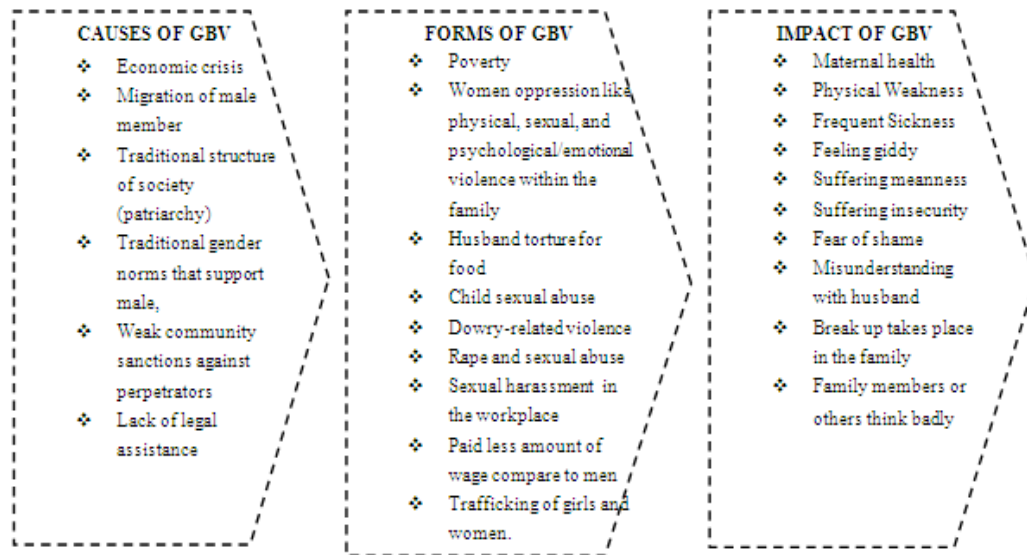 CAUSES OF GBV
❖ Economic crisis
❖ Migration of male
member
❖ Traditional structure
of society
(patriarchy)
❖ Traditional gender
norms that support
male,
❖ Weak community
sanctions against
perpetrators
❖ Lack of legal
assistance
FORMS OF GBV
❖ Poverty
❖ Women oppression like
physical, sexual, and
psychological/emotional
violence within the
family
❖ Husband torture for
food
❖ Child sexual abuse
❖ Dowry-related violence
❖ Rape and sexual abuse
❖ Sexual harassment in
the workplace
❖ Paid less amount of
wage compare to men
❖ Trafficking of girls and
women.
IMPACT OF GBV
❖ Maternal health
❖ Physical Weakness
❖ Frequent Sickness
❖ Feeling giddy
❖ Suffering meanness
❖ Suffering insecurity
❖ Fear of shame
❖ Misunderstanding
with husband
❖ Break up takes place
in the family
❖ Family members or
others think badly